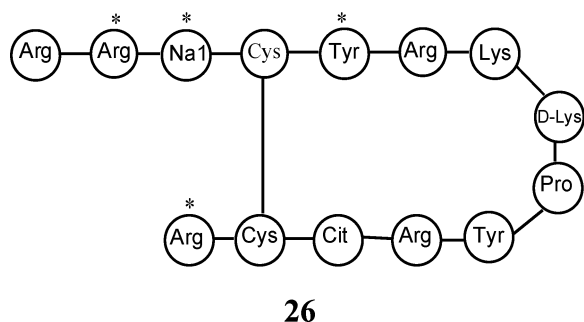 * * *
Arg Arg Na1 Cys Tyr Arg Lys
D-Lys
Pro
*
Arg Cys Cit Arg Tyr
26